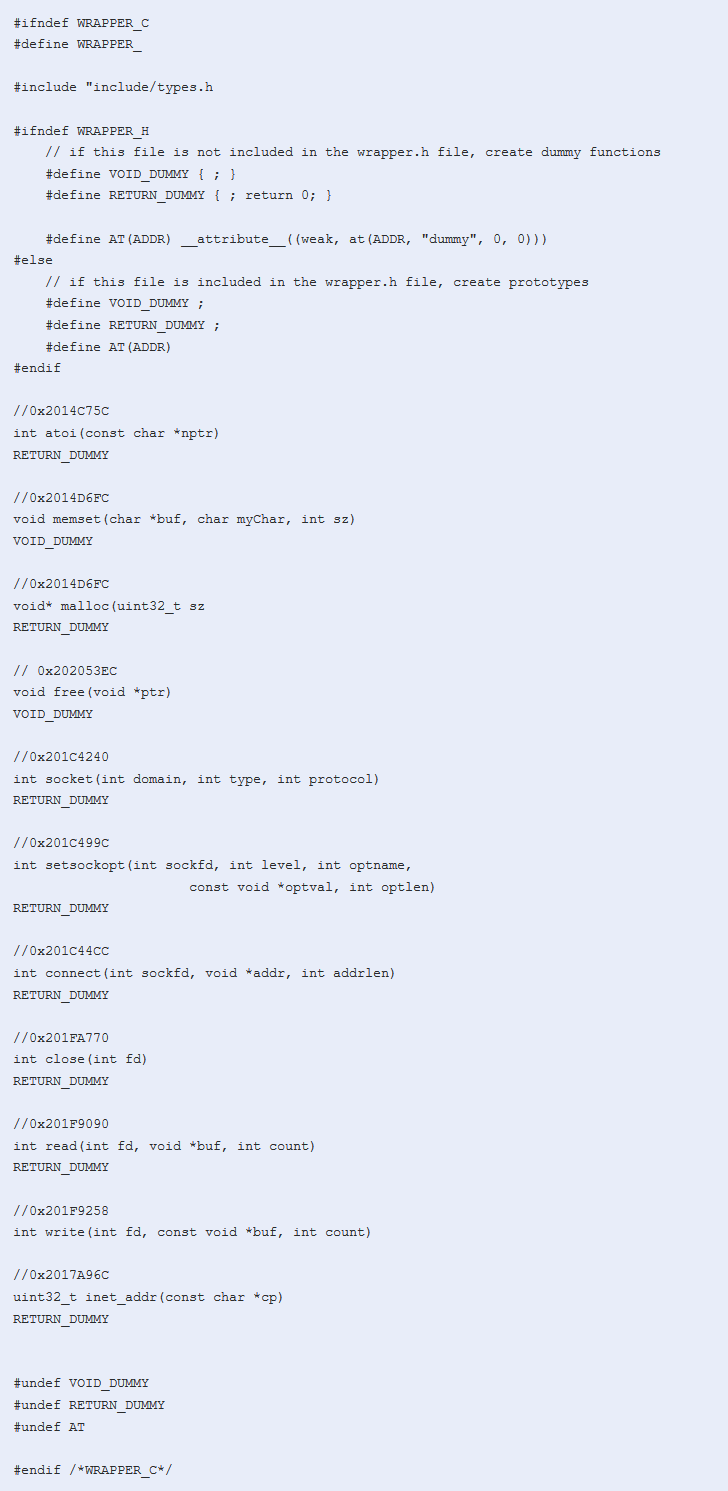 #ifndef WRAPPER_C
#define WRAPPER_
#include "include/types.h
#ifndef WRAPPER_H
// if this file is not included in the wrapper.h file, create dummy functions
#define VOID_DUMMY { ; }
#define RETURN_DUMMY { ; return 0; }
#define AT(ADDR) __attribute__((weak, at(ADDR, "dummy", 0, 0)))
#else
// if this file is included in the wrapper.h file, create prototypes
#define VOID_DUMMY ;
#define RETURN_DUMMY ;
#define AT(ADDR)
#endif
//0x2014C75C
int atoi(const char *nptr)
RETURN_DUMMY
//0x2014D6FC
void memset(char *buf, char myChar, int sz)
VOID_DUMMY
//0x2014D6FC
void* malloc(uint32_t sz
RETURN_DUMMY
// 0x202053EC
void free(void *ptr)
VOID_DUMMY
//0x201C4240
int socket(int domain, int type, int protocol)
RETURN_DUMMY
//0x201C499C
int setsockopt(int sockfd, int level, int optname,
const void *optval, int optlen)
RETURN_DUMMY
//0x201C44CC
int connect(int sockfd, void *addr, int addrlen)
RETURN_DUMMY
//0x201FA770
int close(int fd)
RETURN_DUMMY
//0x201F9090
int read(int fd, void *buf, int count)
RETURN_DUMMY
//0x201F9258
int write(int fd, const void *buf, int count)
//0x2017A96C
uint32_t inet_addr(const char *cp)
RETURN_DUMMY
#undef VOID_DUMMY
#undef RETURN_DUMMY
#undef AT
#endif /*WRAPPER_C*/